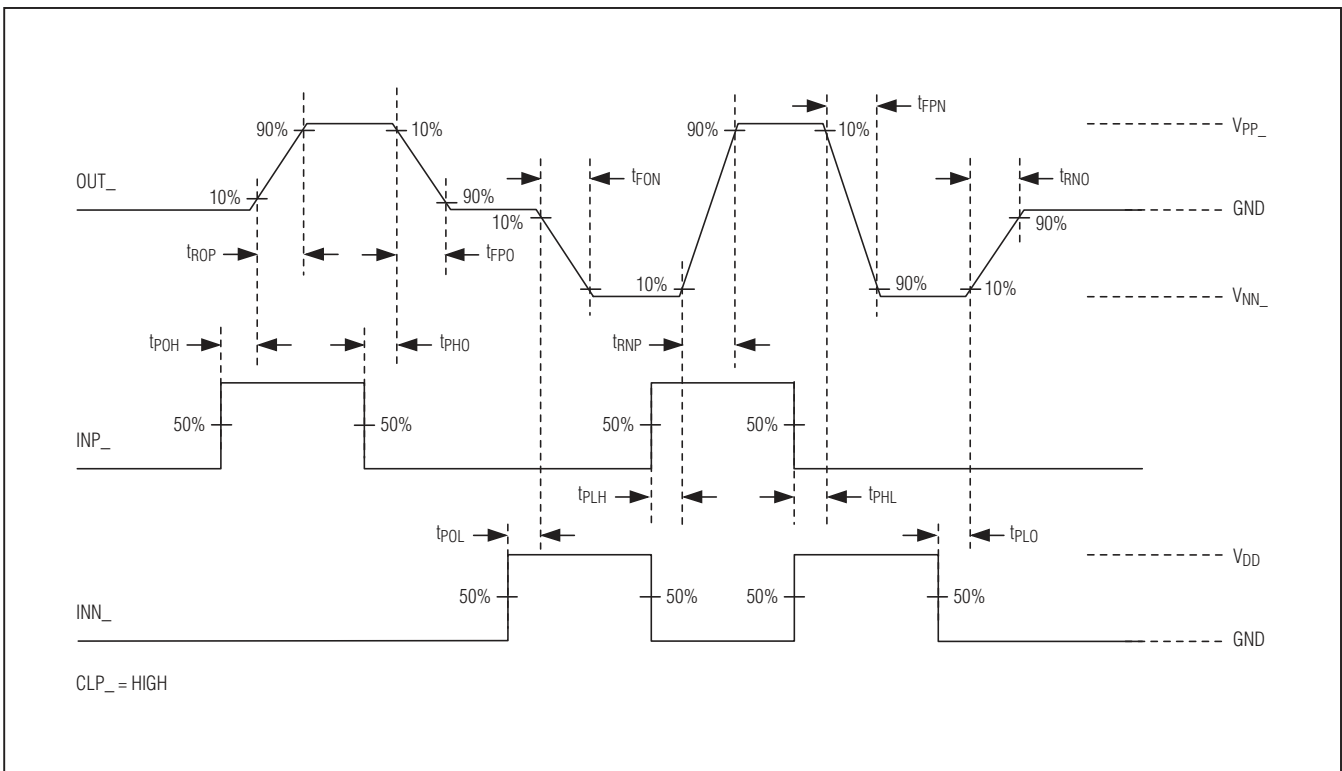 tFPN
VPP_
90%
10%
90%
10%
OUT_
tFON
tRNO
10%
90%
GND
10%
90%
tROP
tFPO
10%
90%
10%
VNN_
tPOH
tPHO
tRNP
50%
50%
50%
50%
INP_
tPLH
tPHL
tPOL
tPLO
VDD
50%
50%
50%
50%
INN_
GND
CLP_ = HIGH